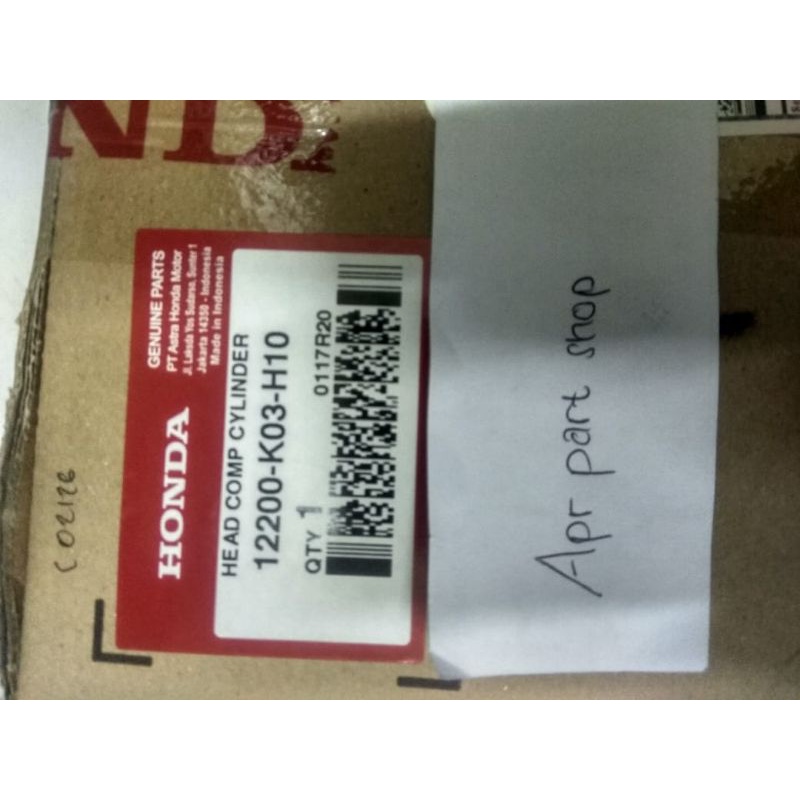 ND
HONDA
GENUINE PARTS
PT Astra Honda Motor
Jl. Laksda Yos Sudarso, Sunter 1
Jakarta 14350 - Indonesia
Made in Indonesia
HEAD COMP CYLINDER
12200-K03-H10
QTY 1
0117R20
Apr part shop